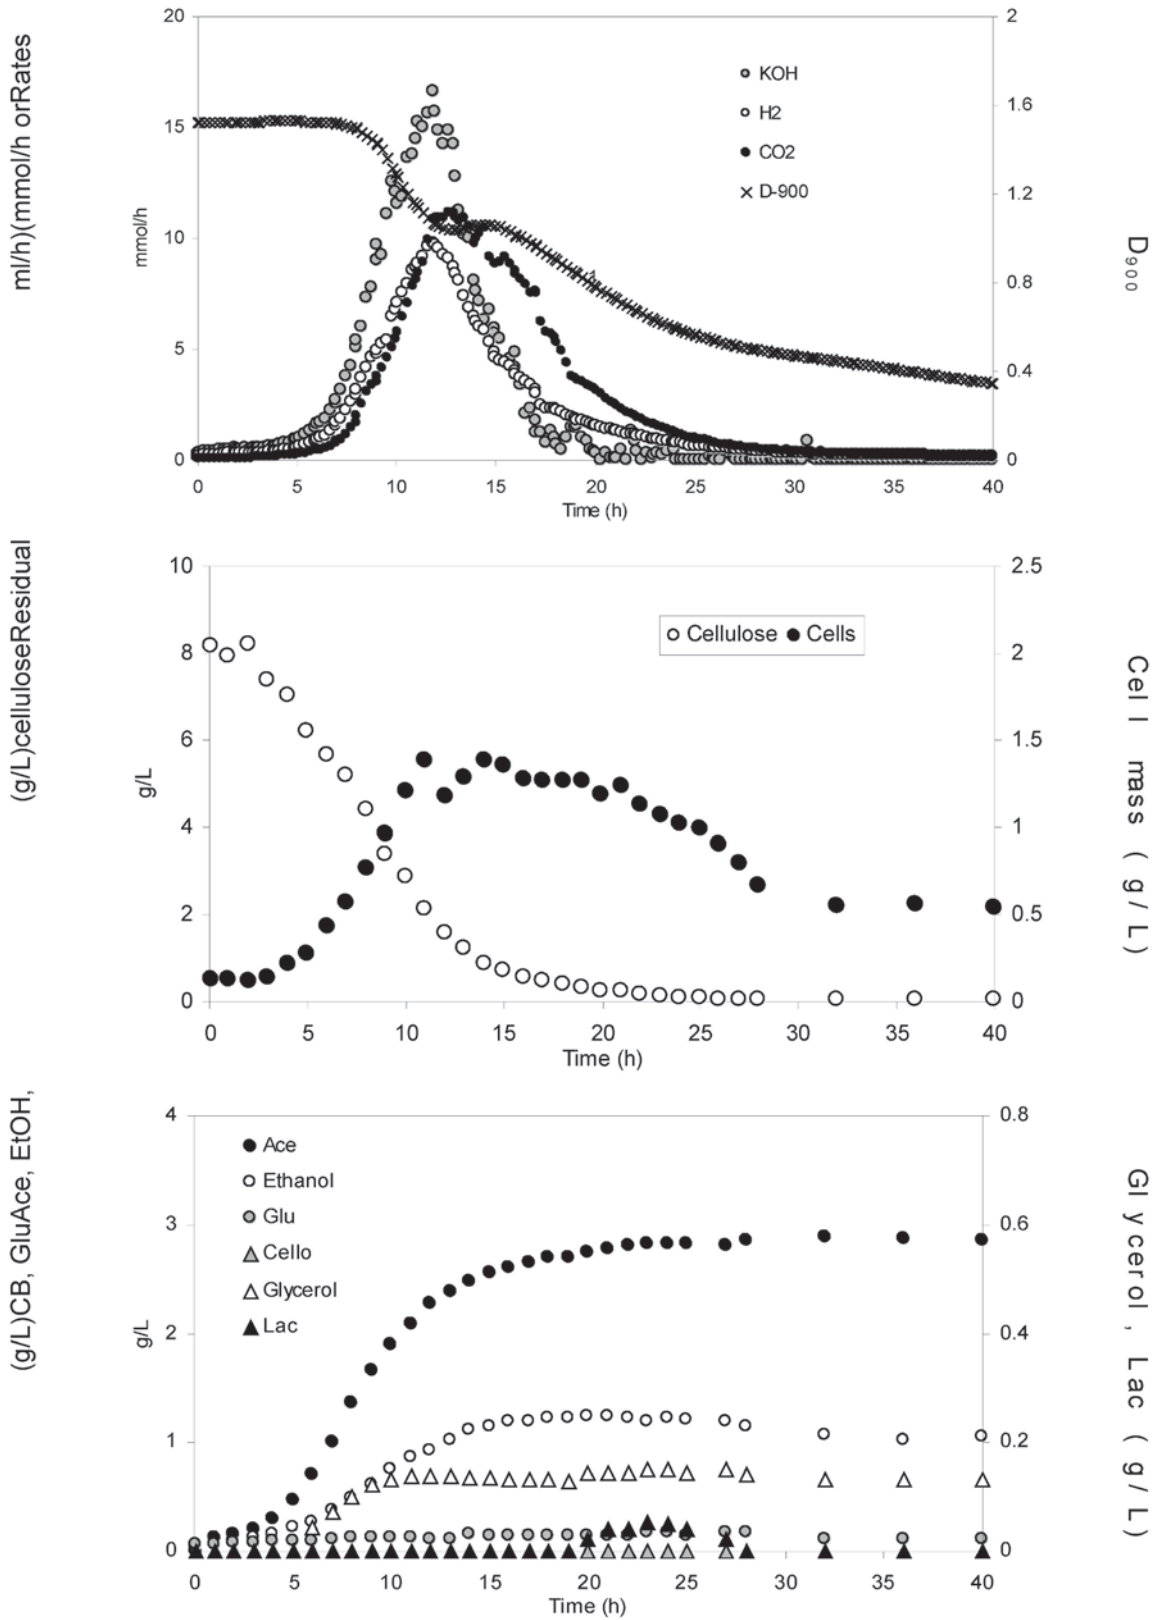 ml/h)(mmol/h orRates
mmol/h
20
15
10
5
0
2
1.6
1.2
0.8
0.4
0
D900
KOH
H2
CO2
D-900
0 5 10 15 20 25 30 35 40
Time (h)
(g/L)celluloseResidual
g/L
10
8
6
4
2
0
2.5
2
1.5
1
0.5
0
Cell mass (g/L)
Cellulose Cells
0 5 10 15 20 25 30 35 40
Time (h)
(g/L)CB, GluAce, EtOH,
g/L
4
3
2
1
0
0.8
0.6
0.4
0.2
0
Glycerol, Lac (g/L)
Ace
Ethanol
Glu
Cello
Glycerol
Lac
0 5 10 15 20 25 30 35 40
Time (h)